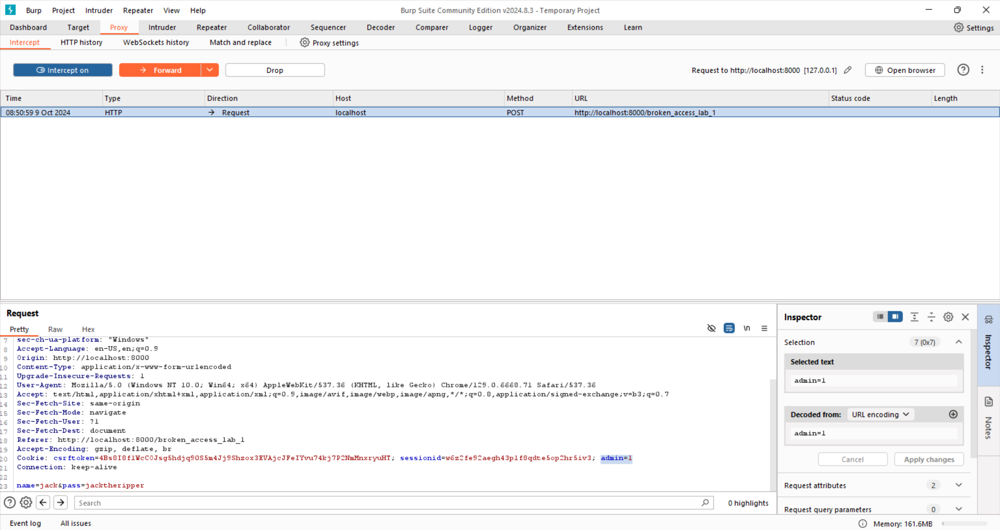 Burp Project Intruder Repeater View Help
Burp Suite Community Edition v2024.8.3 - Temporary Project
Dashboard Target Proxy Intruder Repeater Collaborator Sequencer Decoder Comparer Logger Organizer Extensions Learn
Settings
Intercept HTTP history WebSockets history Match and replace Proxy settings
Intercept on Forward Drop
Request to http://localhost:8000 [127.0.0.1] Open browser
Time Type Direction Host Method URL Status code Length
08:50:59 9 Oct 2024 HTTP → Request localhost POST http://localhost:8000/broken_access_lab_1
Request
Pretty Raw Hex
\n
7 sec-ch-ua-platform: "Windows"
8 Accept-Language: en-US,en;q=0.9
9 Origin: http://localhost:8000
10 Content-Type: application/x-www-form-urlencoded
11 Upgrade-Insecure-Requests: 1
12 User-Agent: Mozilla/5.0 (Windows NT 10.0; Win64; x64) AppleWebKit/537.36 (KHTML, like Gecko) Chrome/129.0.6668.71 Safari/537.36
13 Accept: text/html,application/xhtml+xml,application/xml;q=0.9,image/avif,image/webp,image/apng,*/*;q=0.8,application/signed-exchange;v=b3;q=0.7
14 Sec-Fetch-Site: same-origin
15 Sec-Fetch-Mode: navigate
16 Sec-Fetch-User: ?1
17 Sec-Fetch-Dest: document
18 Referer: http://localhost:8000/broken_access_lab_1
19 Accept-Encoding: gzip, deflate, br
20 Cookie: csrftoken=4Bs8I8f1WcC0Jsg5hdjq90S5m4Jj9Shzox3EVAjcJFeIYvu74kj7P2NmMnxryuHT; sessionid=w6z2fe92aegh43p1f8qdte5op2hr5iv3; admin=1
21 Connection: keep-alive
22
23 name=jack&pass=jacktheripper
Search
0 highlights
Inspector
Selection 7 (0x7)
Selected text
admin=1
Decoded from: URL encoding
admin=1
Cancel Apply changes
Request attributes 2
Request query parameters 0
Inspector
Notes
Event log All issues
Memory: 161.6MB